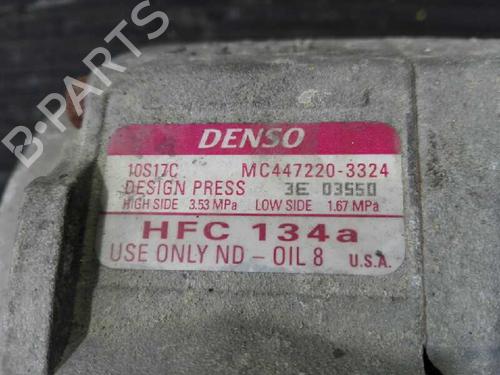 DENSO
10S17C MC447220-3324
DESIGN PRESS 3E 03550
HIGH SIDE 3.53 MPa LOW SIDE 1.67 MPa
HFC 134a
USE ONLY ND-OIL 8 U.S.A.
B-PARTS